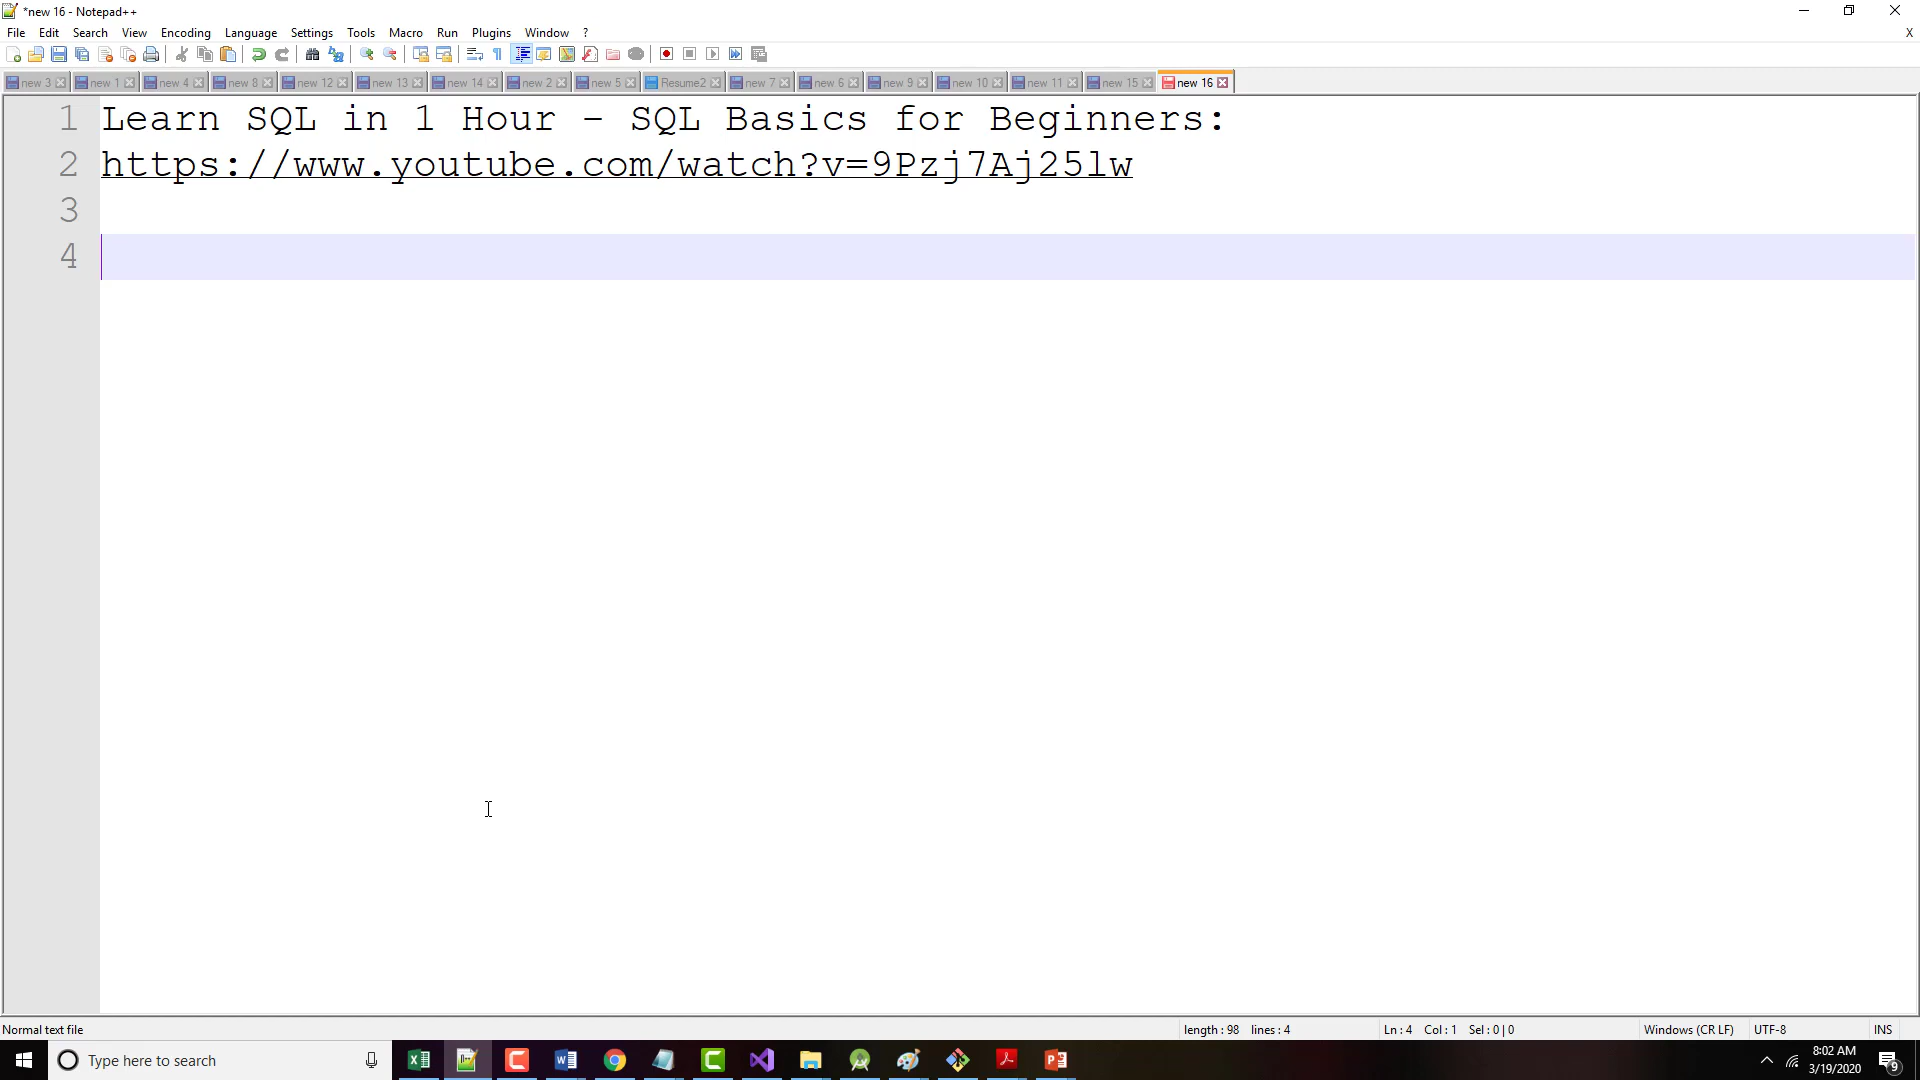 *new 16 - Notepad++
File Edit Search View Encoding Language Settings Tools Macro Run Plugins Window ? X
new 3 new 1 new 4 new 8 new 12 new 13 new 14 new 2 new 5 Resume2 new 7 new 6 new 9 new 10 new 11 new 15 new 16
1 Learn SQL in 1 Hour - SQL Basics for Beginners:
2 https://www.youtube.com/watch?v=9Pzj7Aj25lw
3
4
Normal text file length : 98 lines : 4 Ln : 4 Col : 1 Sel : 0 | 0 Windows (CR LF) UTF-8 INS
Type here to search
8:02 AM
3/19/2020
9